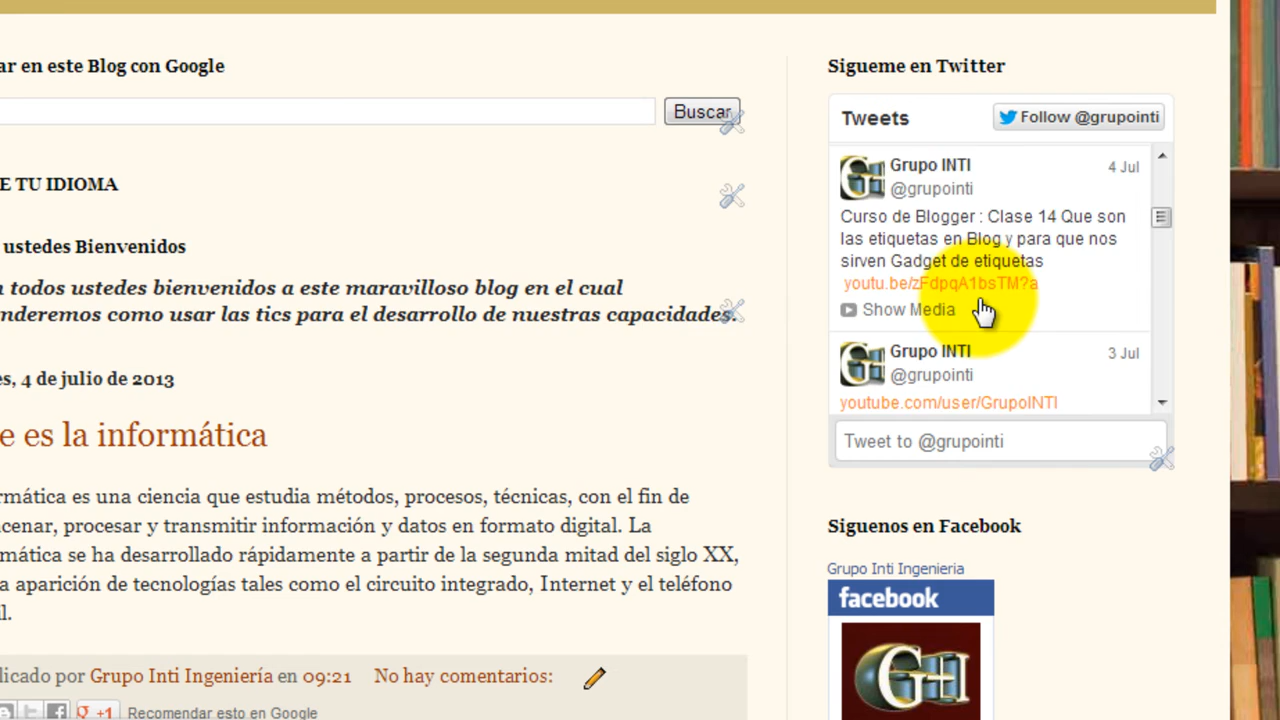 ar en este Blog con Google
Buscar
E TU IDIOMA
ustedes Bienvenidos
n todos ustedes bienvenidos a este maravilloso blog en el cual
nderemos como usar las tics para el desarrollo de nuestras capacidades.
es, 4 de julio de 2013
e es la informática
rmática es una ciencia que estudia métodos, procesos, técnicas, con el fin de
cenar, procesar y transmitir información y datos en formato digital. La
mática se ha desarrollado rápidamente a partir de la segunda mitad del siglo XX,
a aparición de tecnologías tales como el circuito integrado, Internet y el teléfono
il.
licado por Grupo Inti Ingeniería en 09:21 No hay comentarios:
+1 Recomendar esto en Google
Sigueme en Twitter
Tweets Follow @grupointi
Grupo INTI 4 Jul
@grupointi
Curso de Blogger : Clase 14 Que son
las etiquetas en Blog y para que nos
sirven Gadget de etiquetas
youtu.be/zFdpqA1bsTM?a
Show Media
Grupo INTI 3 Jul
@grupointi
youtube.com/user/GrupoINTI
Tweet to @grupointi
Siguenos en Facebook
Grupo Inti Ingenieria
facebook
G+I